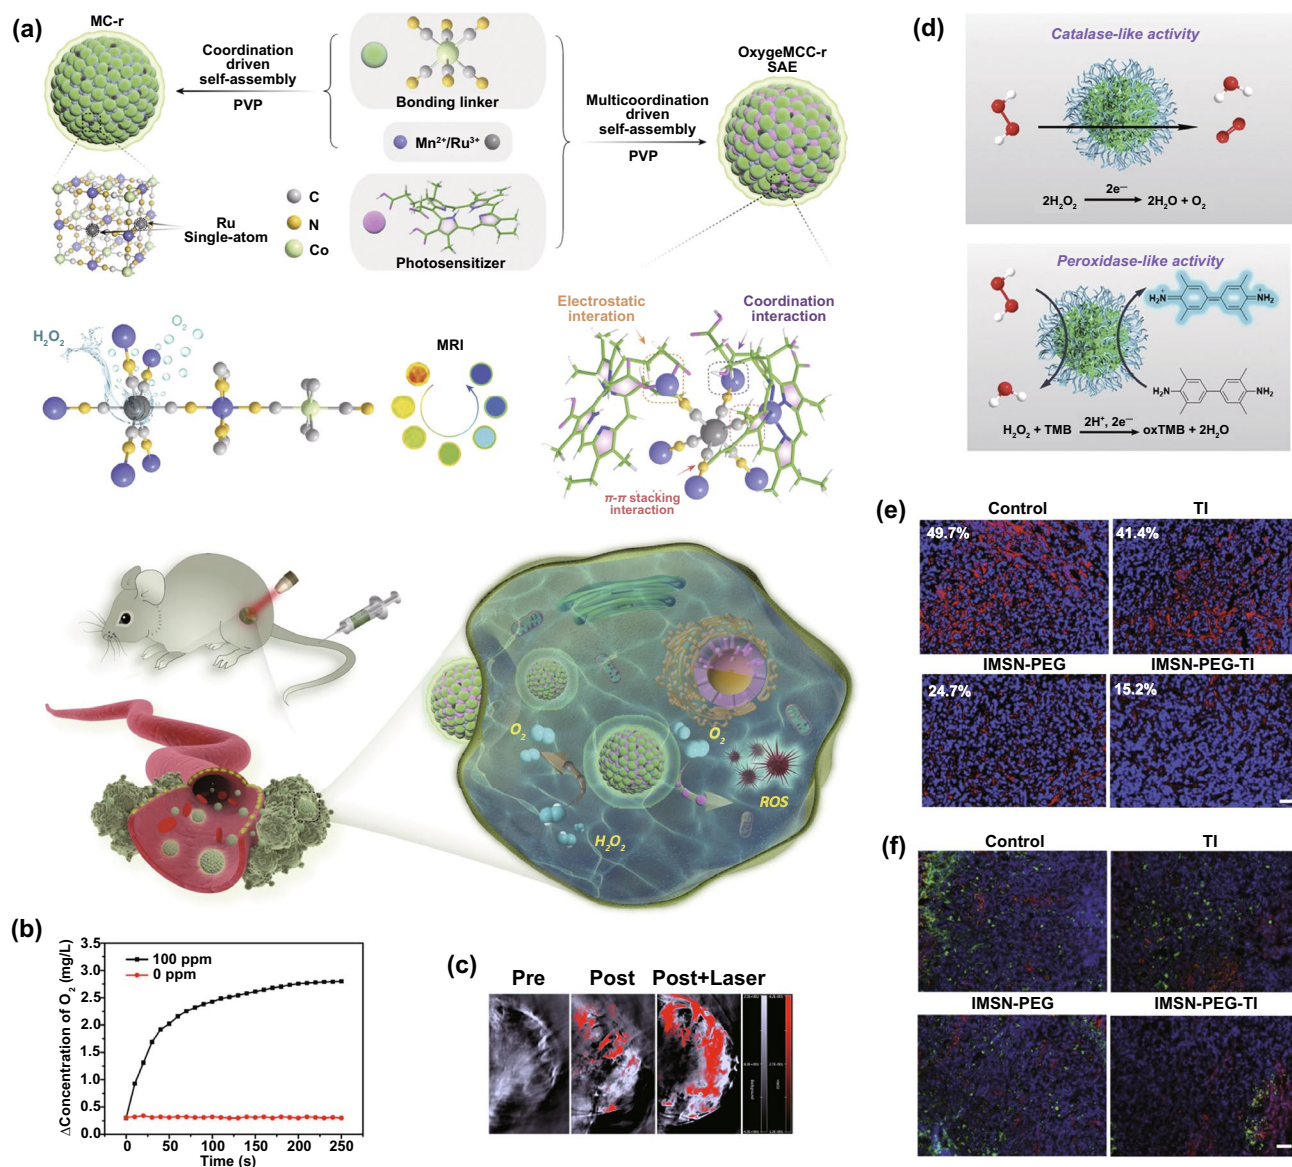 (a)
MC-r
Coordination
driven
self-assembly
PVP
Bonding linker
Mn²⁺/Ru³⁺
Photosensitizer
Multicoordination
driven
self-assembly
PVP
OxygeMCC-r
SAE
Ru
Single-atom
C
N
Co
H₂O₂
O₂
MRI
Electrostatic
interation
Coordination
interaction
π-π stacking
interaction
O₂
O₂
ROS
H₂O₂
(b)
ΔConcentration of O₂ (mg/L)
3.5
3.0
2.5
2.0
1.5
1.0
0.5
0.0
100 ppm
0 ppm
0 50 100 150 200 250
Time (s)
(c)
Pre Post Post+Laser
(d)
Catalase-like activity
2e⁻
2H₂O₂ 2H₂O + O₂
Peroxidase-like activity
H₂N NH₂
+ +
H₂N NH₂
2H⁺, 2e⁻
H₂O₂ + TMB oxTMB + 2H₂O
(e)
Control TI
49.7% 41.4%
IMSN-PEG IMSN-PEG-TI
24.7% 15.2%
(f)
Control TI
IMSN-PEG IMSN-PEG-TI